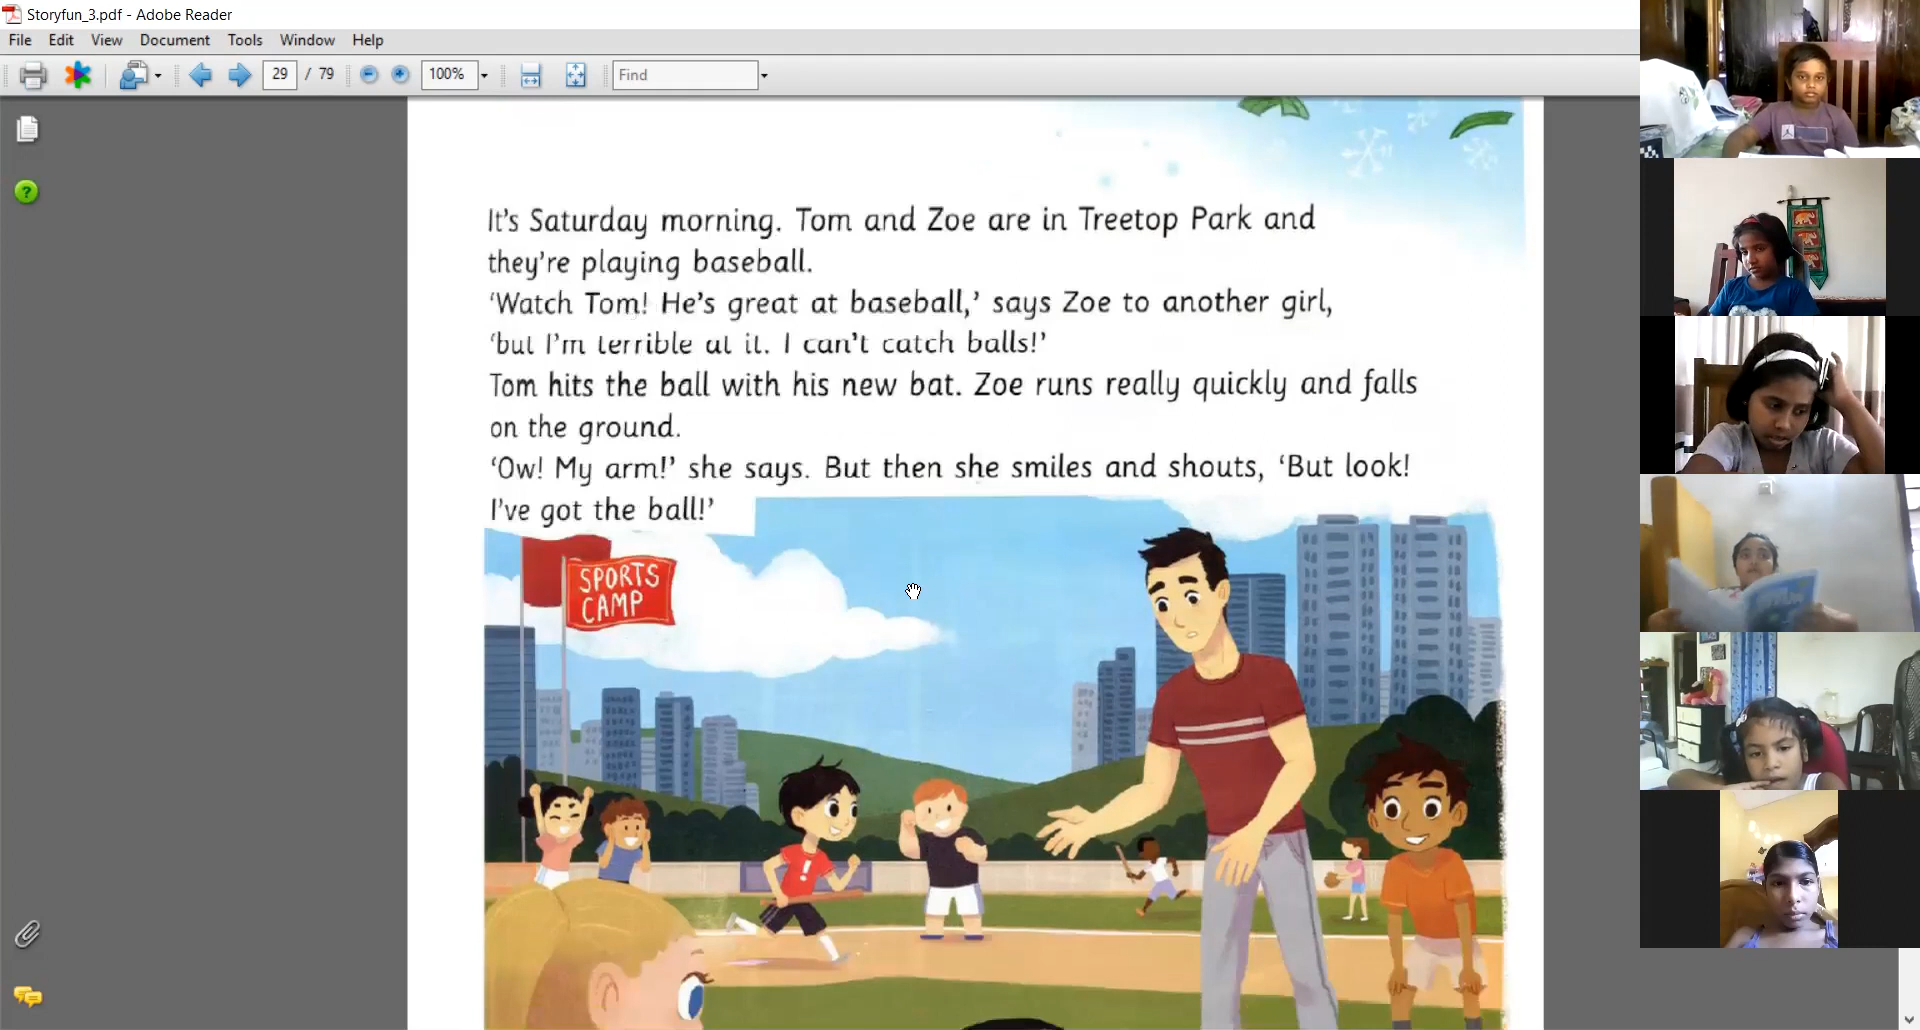 Storyfun_3.pdf - Adobe Reader
File Edit View Document Tools Window Help
29 / 79 100% Find
It's Saturday morning. Tom and Zoe are in Treetop Park and
they're playing baseball.
‘Watch Tom! He's great at baseball,’ says Zoe to another girl,
‘but I'm terrible at it. I can't catch balls!’
Tom hits the ball with his new bat. Zoe runs really quickly and falls
on the ground.
‘Ow! My arm!’ she says. But then she smiles and shouts, ‘But look!
I've got the ball!’
SPORTS
CAMP